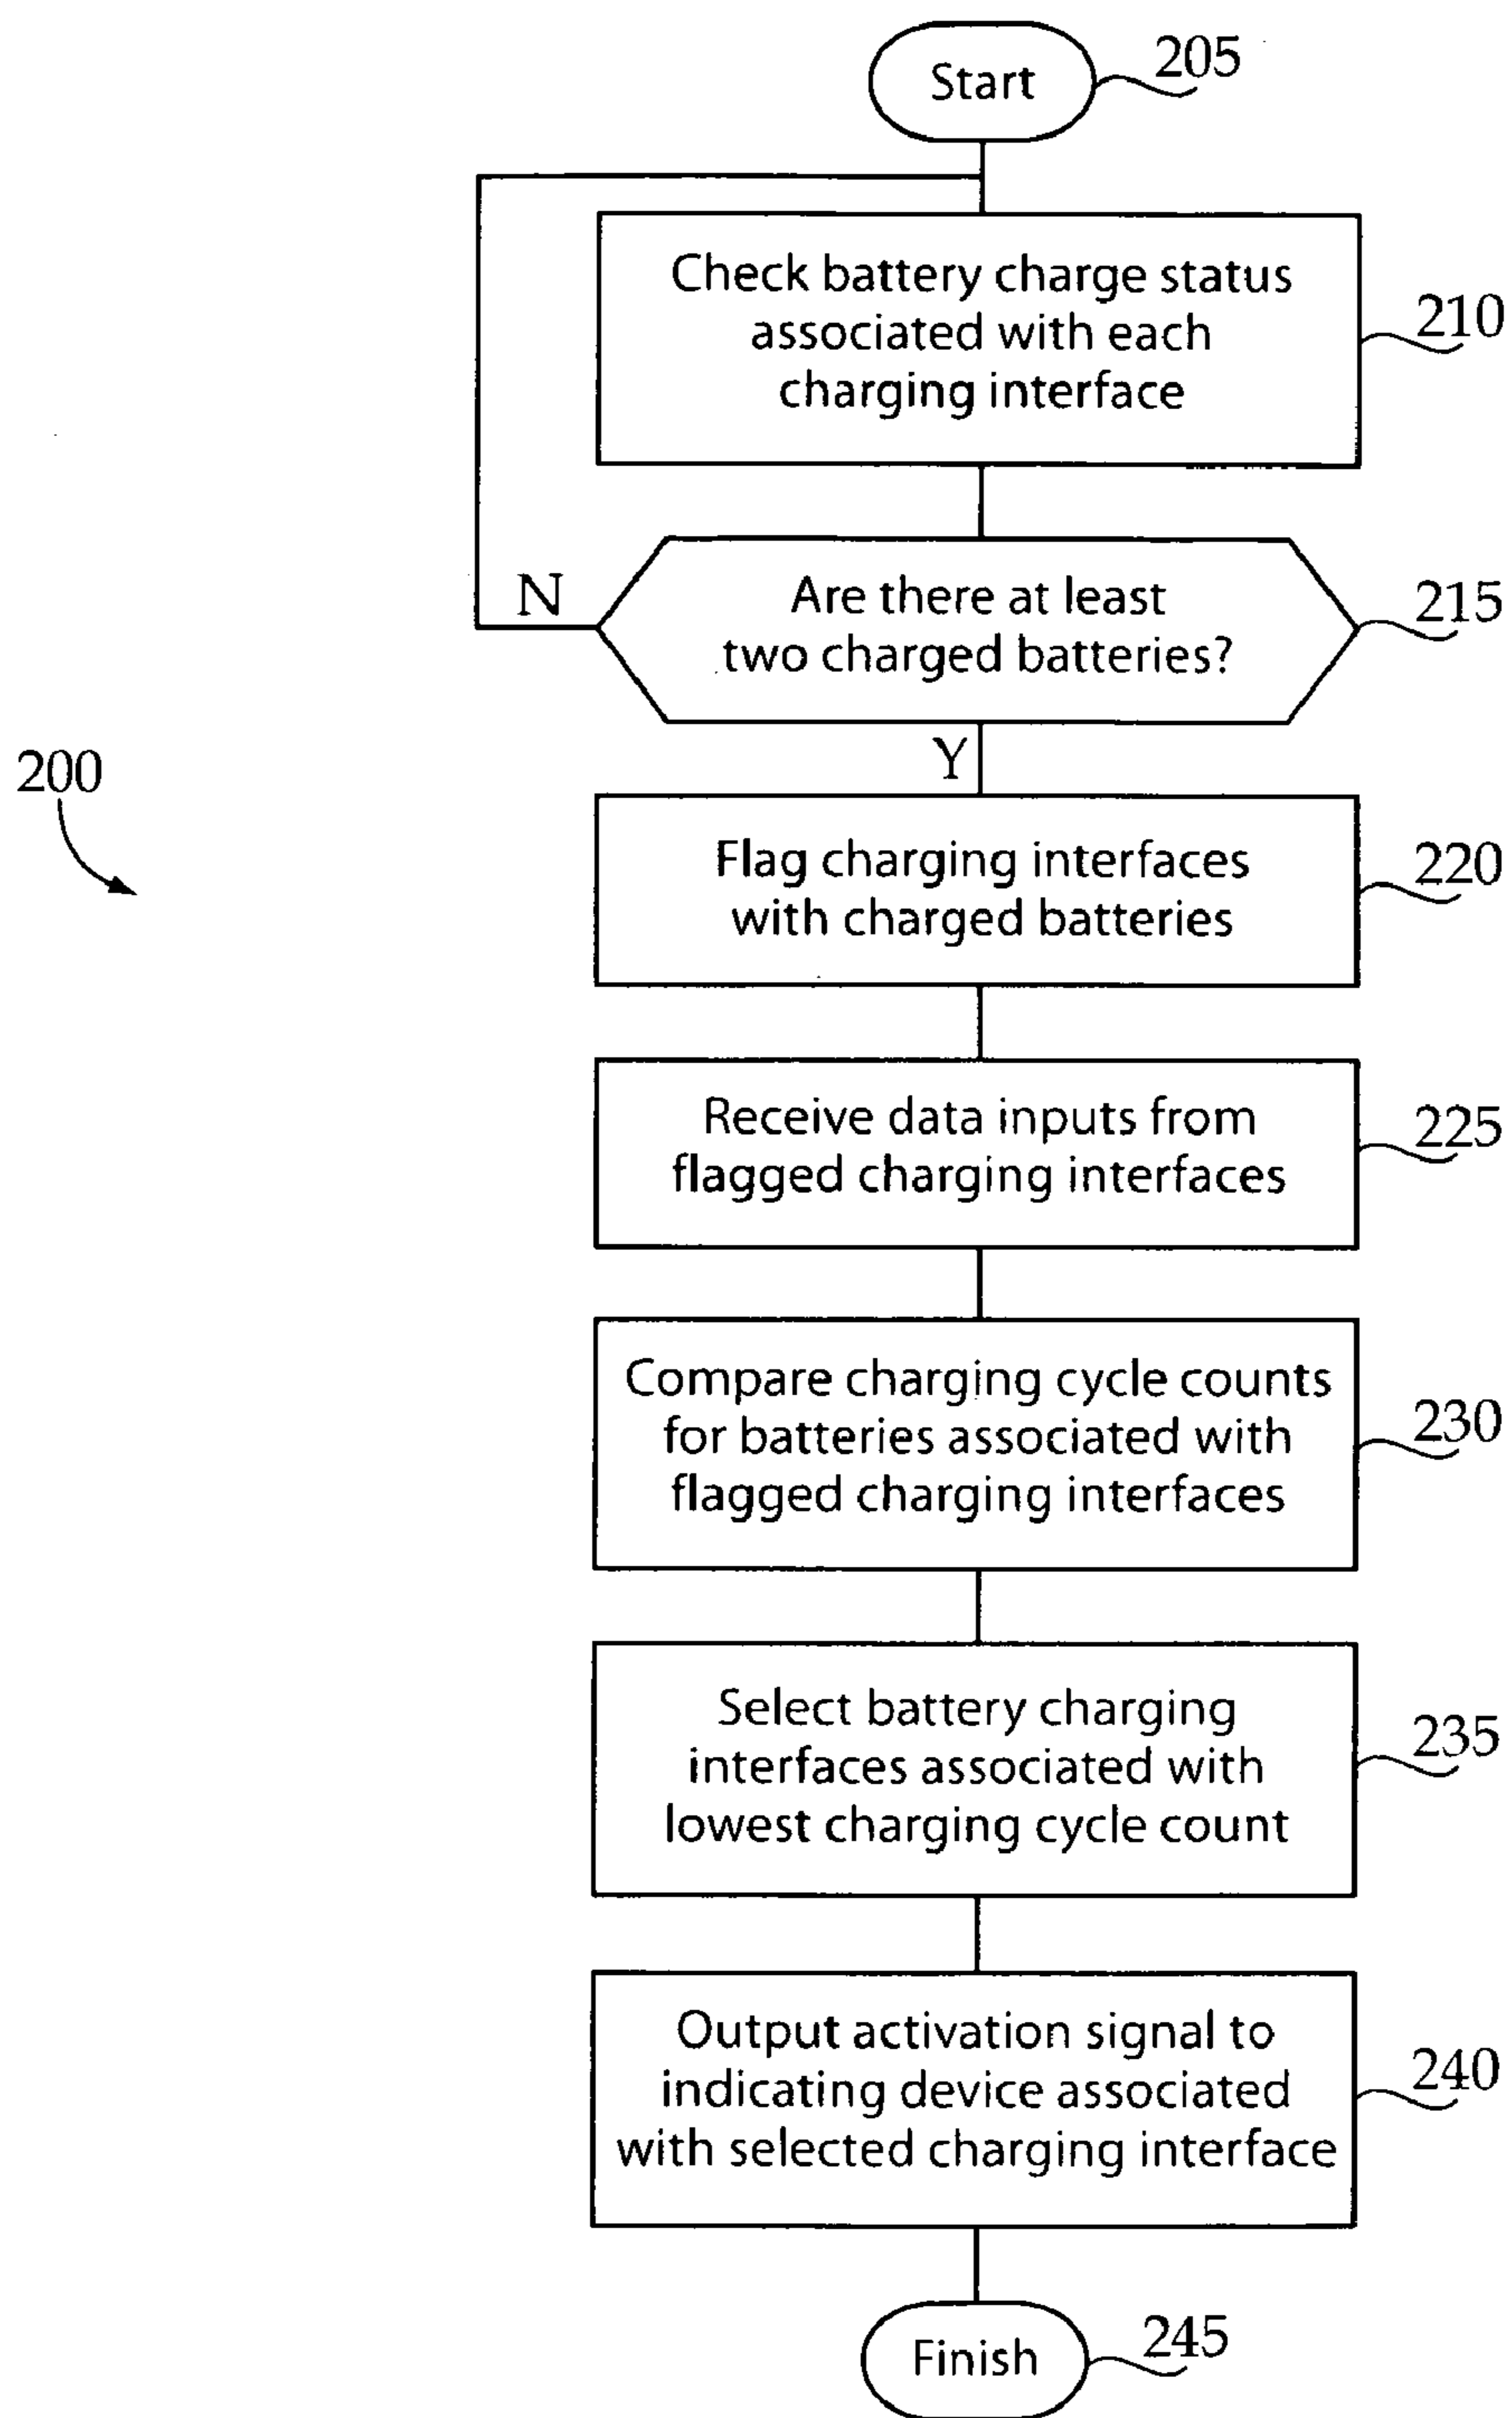 Start
205
Check battery charge status
associated with each
charging interface
210
N
Are there at least
two charged batteries?
215
Y
200
Flag charging interfaces
with charged batteries
220
Receive data inputs from
flagged charging interfaces
225
Compare charging cycle counts
for batteries associated with
flagged charging interfaces
230
Select battery charging
interfaces associated with
lowest charging cycle count
235
Output activation signal to
indicating device associated
with selected charging interface
240
Finish
245